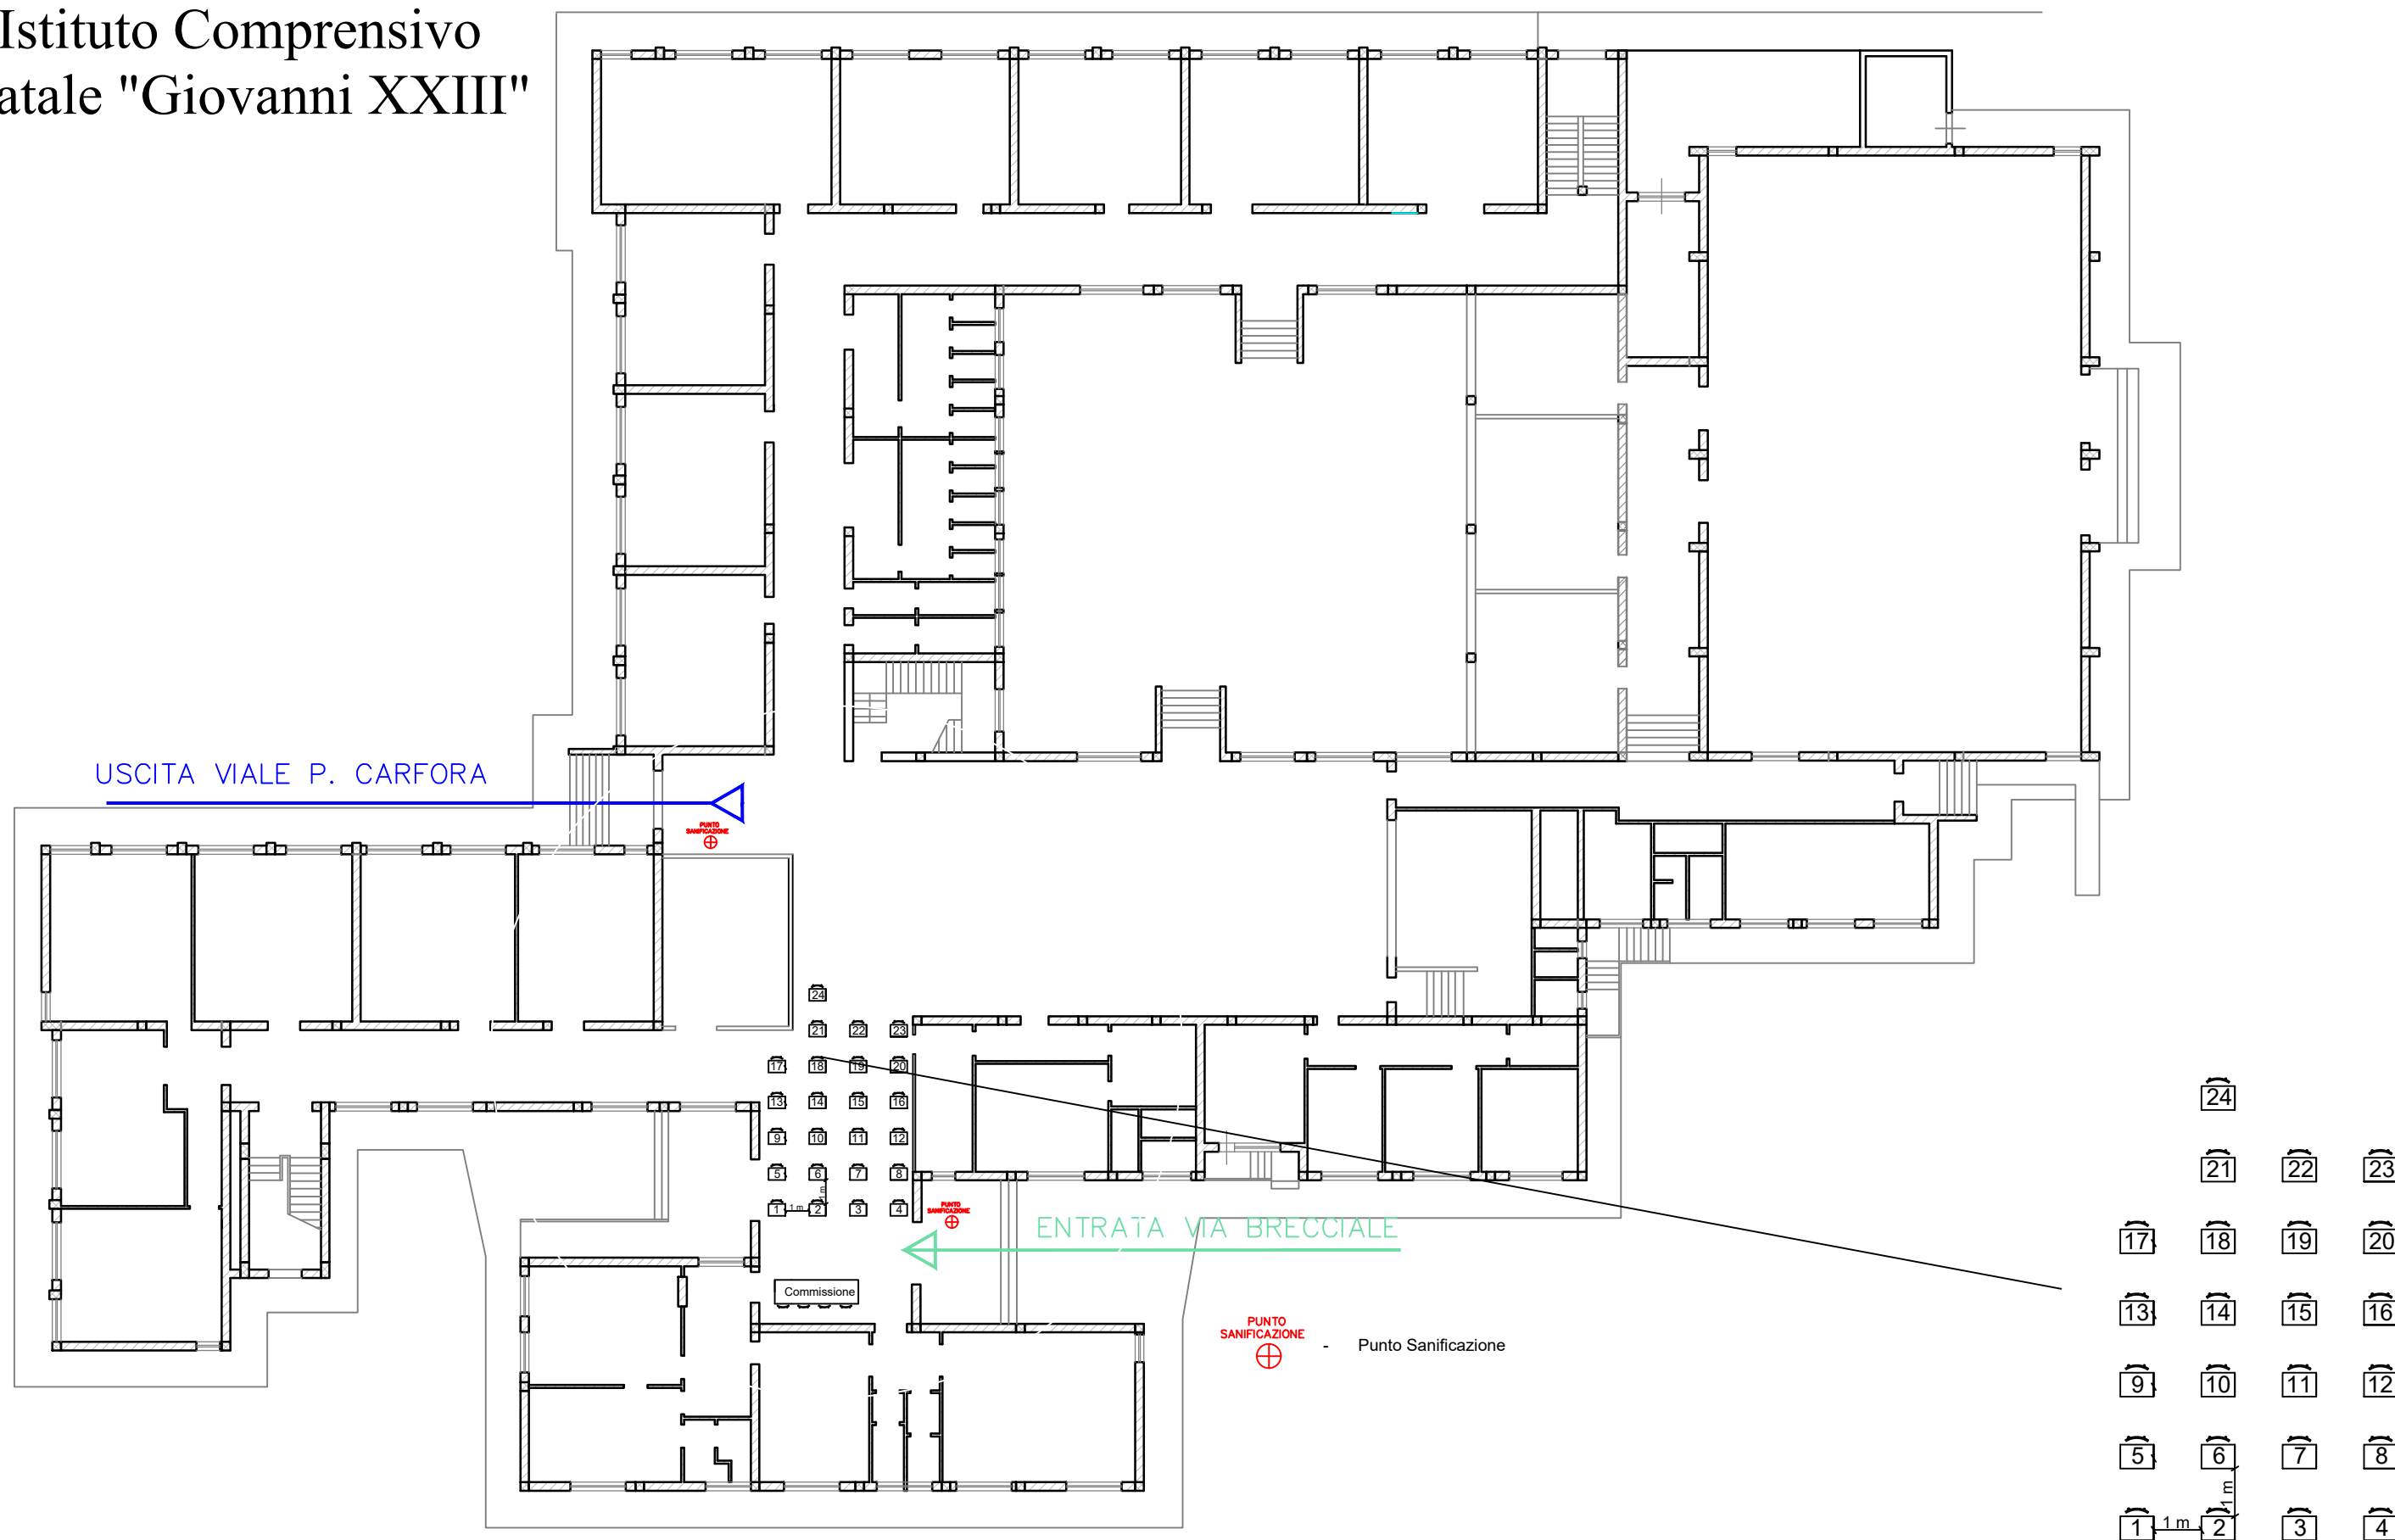 Istituto Comprensivo
atale "Giovanni XXIII"
USCITA VIALE P. CARFORA
PUNTO
SANIFICAZIONE
24
21 22 23
17 18 19 20
13 14 15 16
9 10 11 12
5 6 7 8
1 m
1 1 m 2 3 4
PUNTO
SANIFICAZIONE
ENTRATA VIA BRECCIALE
Commissione
PUNTO
SANIFICAZIONE
- Punto Sanificazione
24
21 22 23
17 18 19 20
13 14 15 16
9 10 11 12
5 6 7 8
1 m
1 1 m 2 3 4